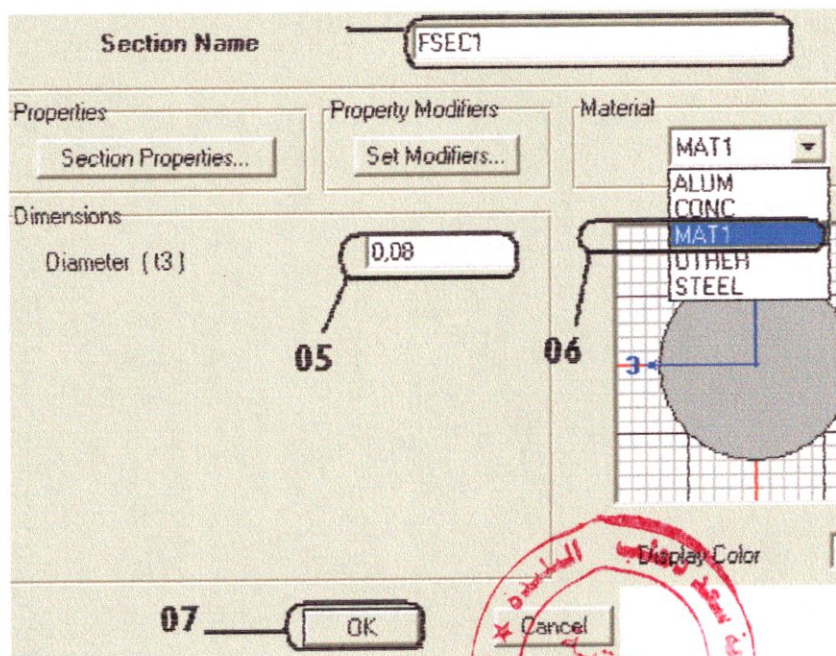 Section Name FSEC1
Properties Property Modifiers Material
Section Properties... Set Modifiers... MAT1
ALUM
CONC
MAT1
OTHER
STEEL
Dimensions
Diameter ( t3 ) 0,08
05 06
3
Display Color
07 OK Cancel